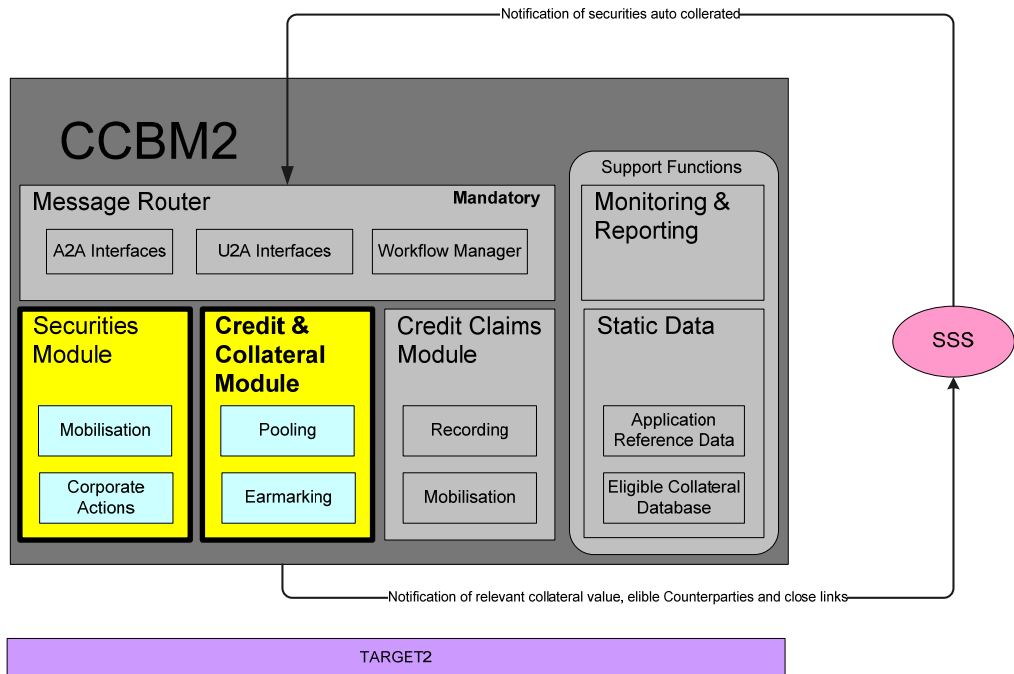 Notification of securities auto collerated
CCBM2
Message Router
Mandatory
A2A Interfaces
U2A Interfaces
Workflow Manager
Support Functions
Monitoring &
Reporting
Securities
Module
Mobilisation
Corporate
Actions
Credit &
Collateral
Module
Pooling
Earmarking
Credit Claims
Module
Recording
Mobilisation
Static Data
Application
Reference Data
Eligible Collateral
Database
SSS
Notification of relevant collateral value, elible Counterparties and close links
TARGET2